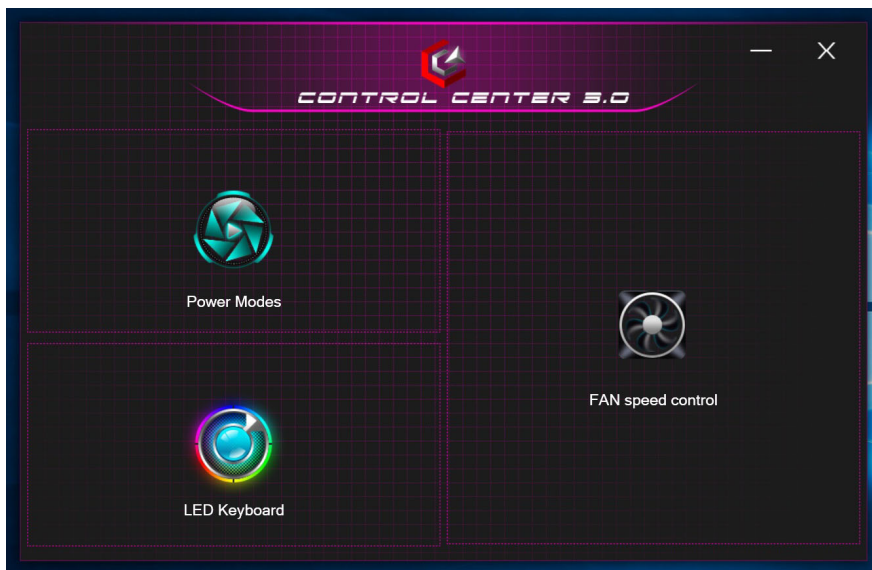 CONTROL CENTER 3.0
Power Modes
FAN speed control
LED Keyboard